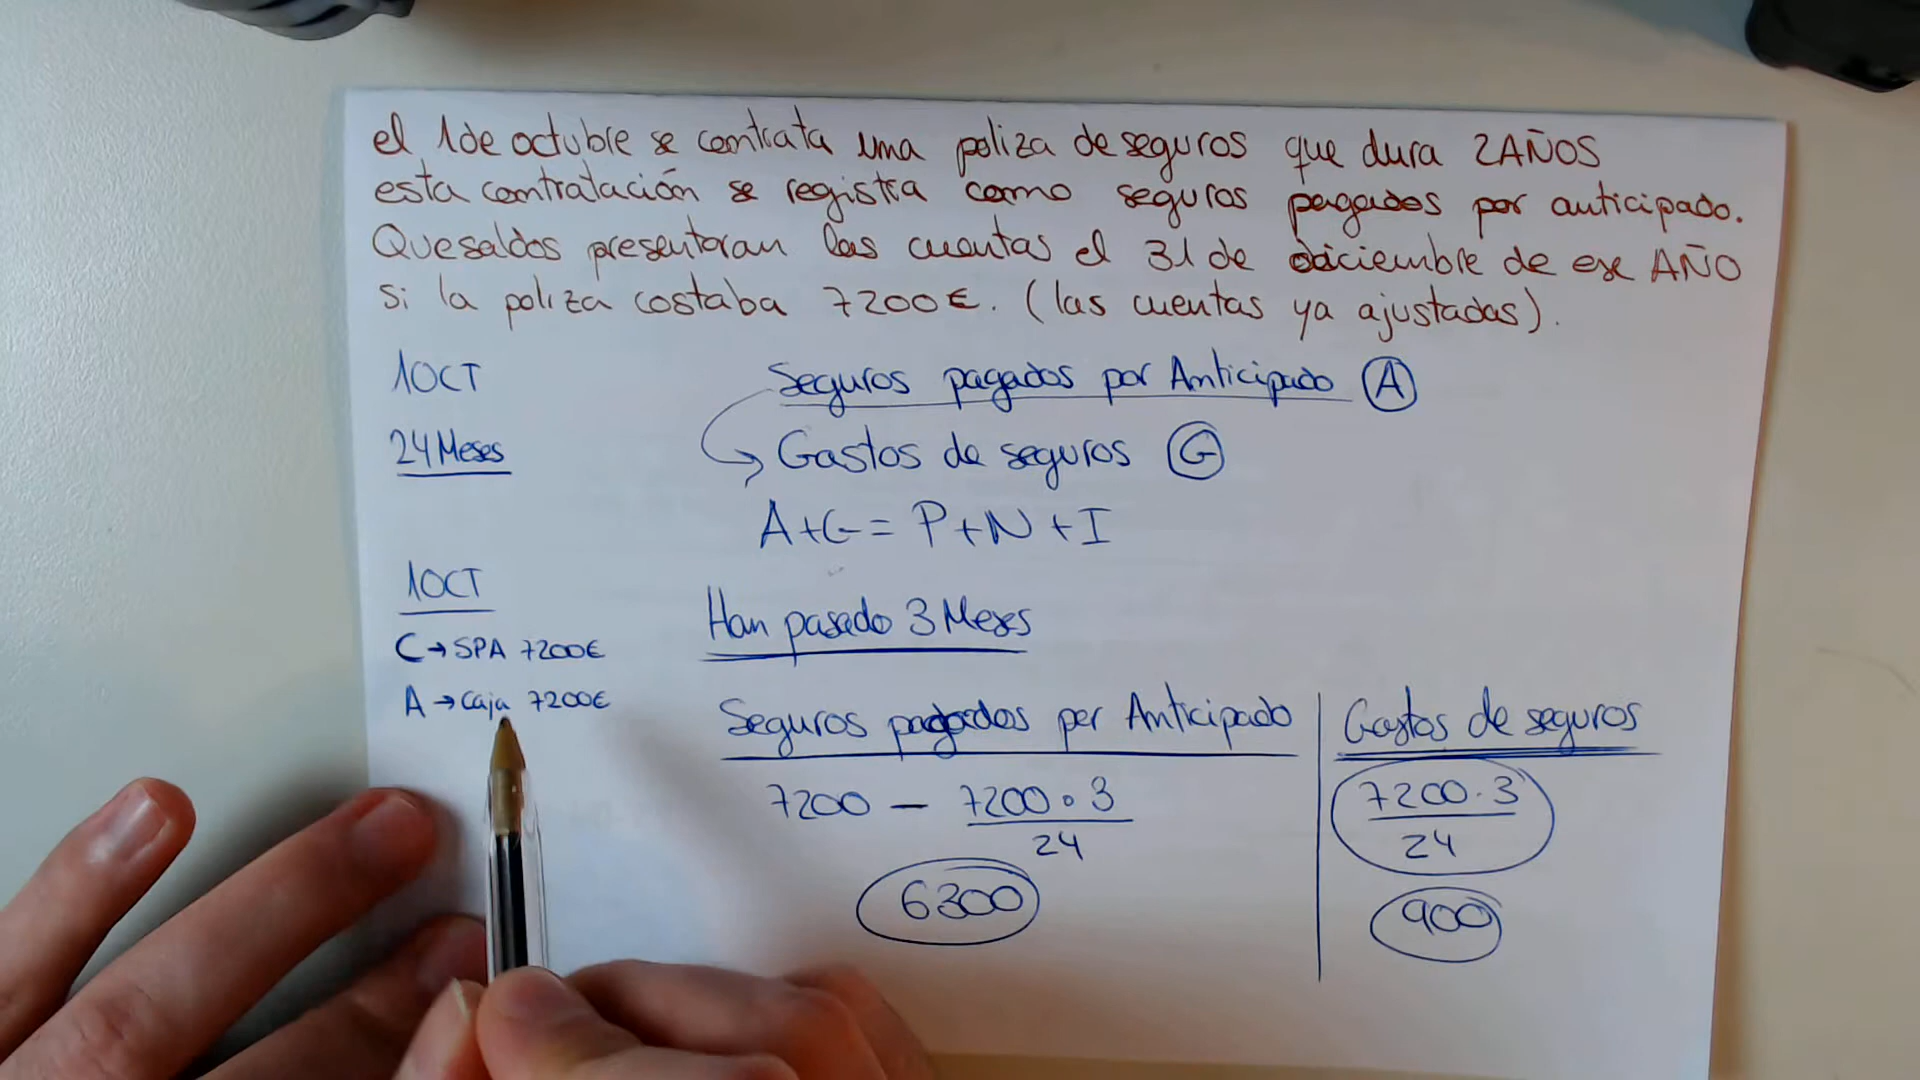 el 1 de octubre se contrata una poliza de seguros que dura 2 AÑOS
esta contratación se registra como seguros pagados por anticipado.
Que saldos presentaran las cuentas el 31 de diciembre de ese AÑO
si la poliza costaba 7200€. (las cuentas ya ajustadas).
1OCT
24 Meses
Seguros pagados por Anticipado A
Gastos de seguros G
A+G = P+N+I
1OCT
C→SPA 7200€
A→Caja 7200€
Han pasado 3 Meses
Seguros pagados por Anticipado
7200 — 7200·3
24
6300
Gastos de seguros
7200·3
24
900